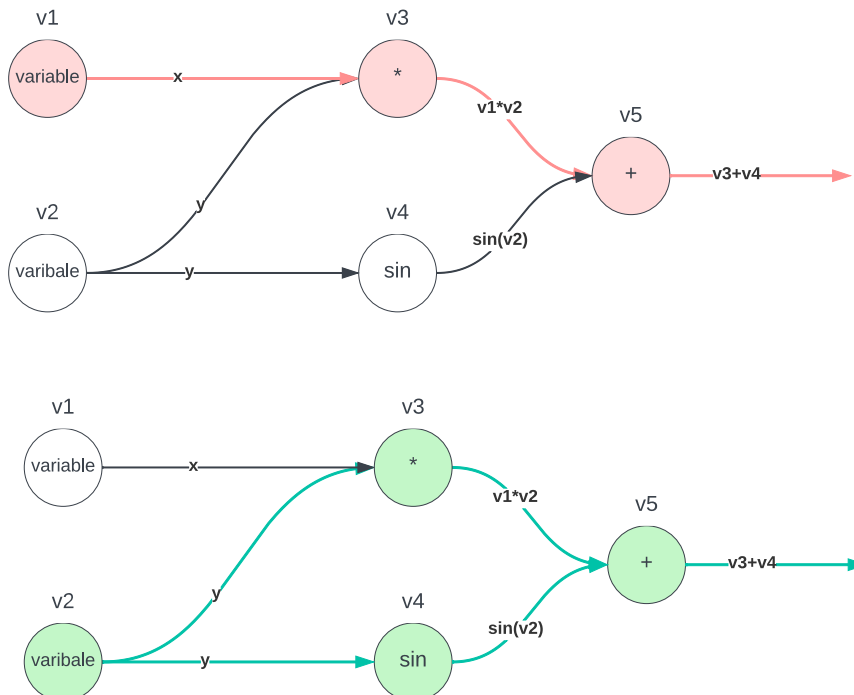 v1
v3
variable
x
*
v1*v2
v5
+
v3+v4
y
v2
v4
varibale
y
sin
sin(v2)
v1
v3
variable
x
*
v1*v2
v5
+
v3+v4
y
v2
v4
varibale
y
sin
sin(v2)